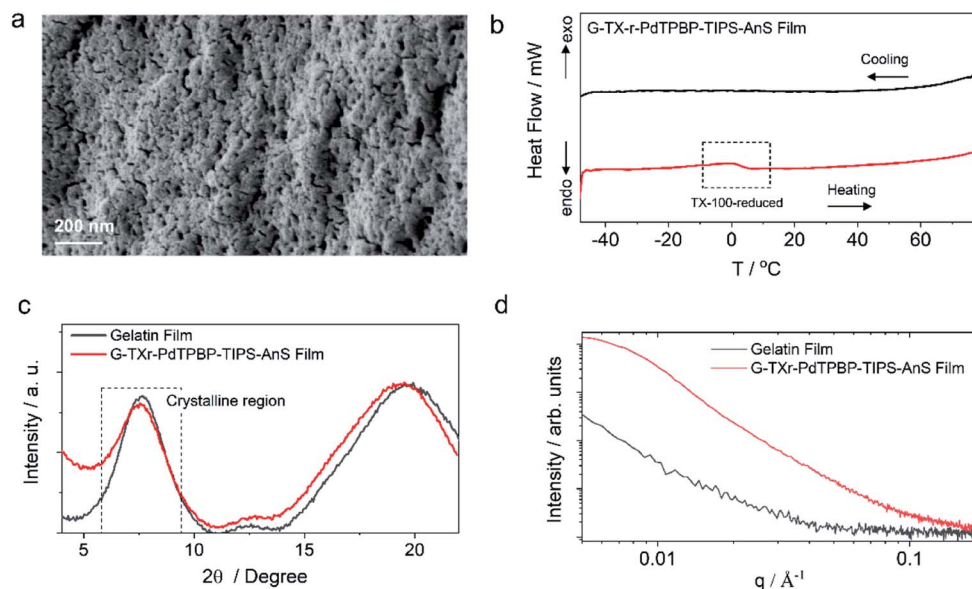 a
200 nm
b
G-TX-r-PdTPBP-TIPS-AnS Film
Heat Flow / mW
endo
exo
Cooling
TX-100-reduced
Heating
-40
-20
0
20
40
60
T / °C
c
Gelatin Film
G-TXr-PdTPBP-TIPS-AnS Film
Crystalline region
Intensity / a. u.
5
10
15
20
2θ / Degree
d
Gelatin Film
G-TXr-PdTPBP-TIPS-AnS Film
Intensity / arb. units
0.01
0.1
q / Å⁻¹